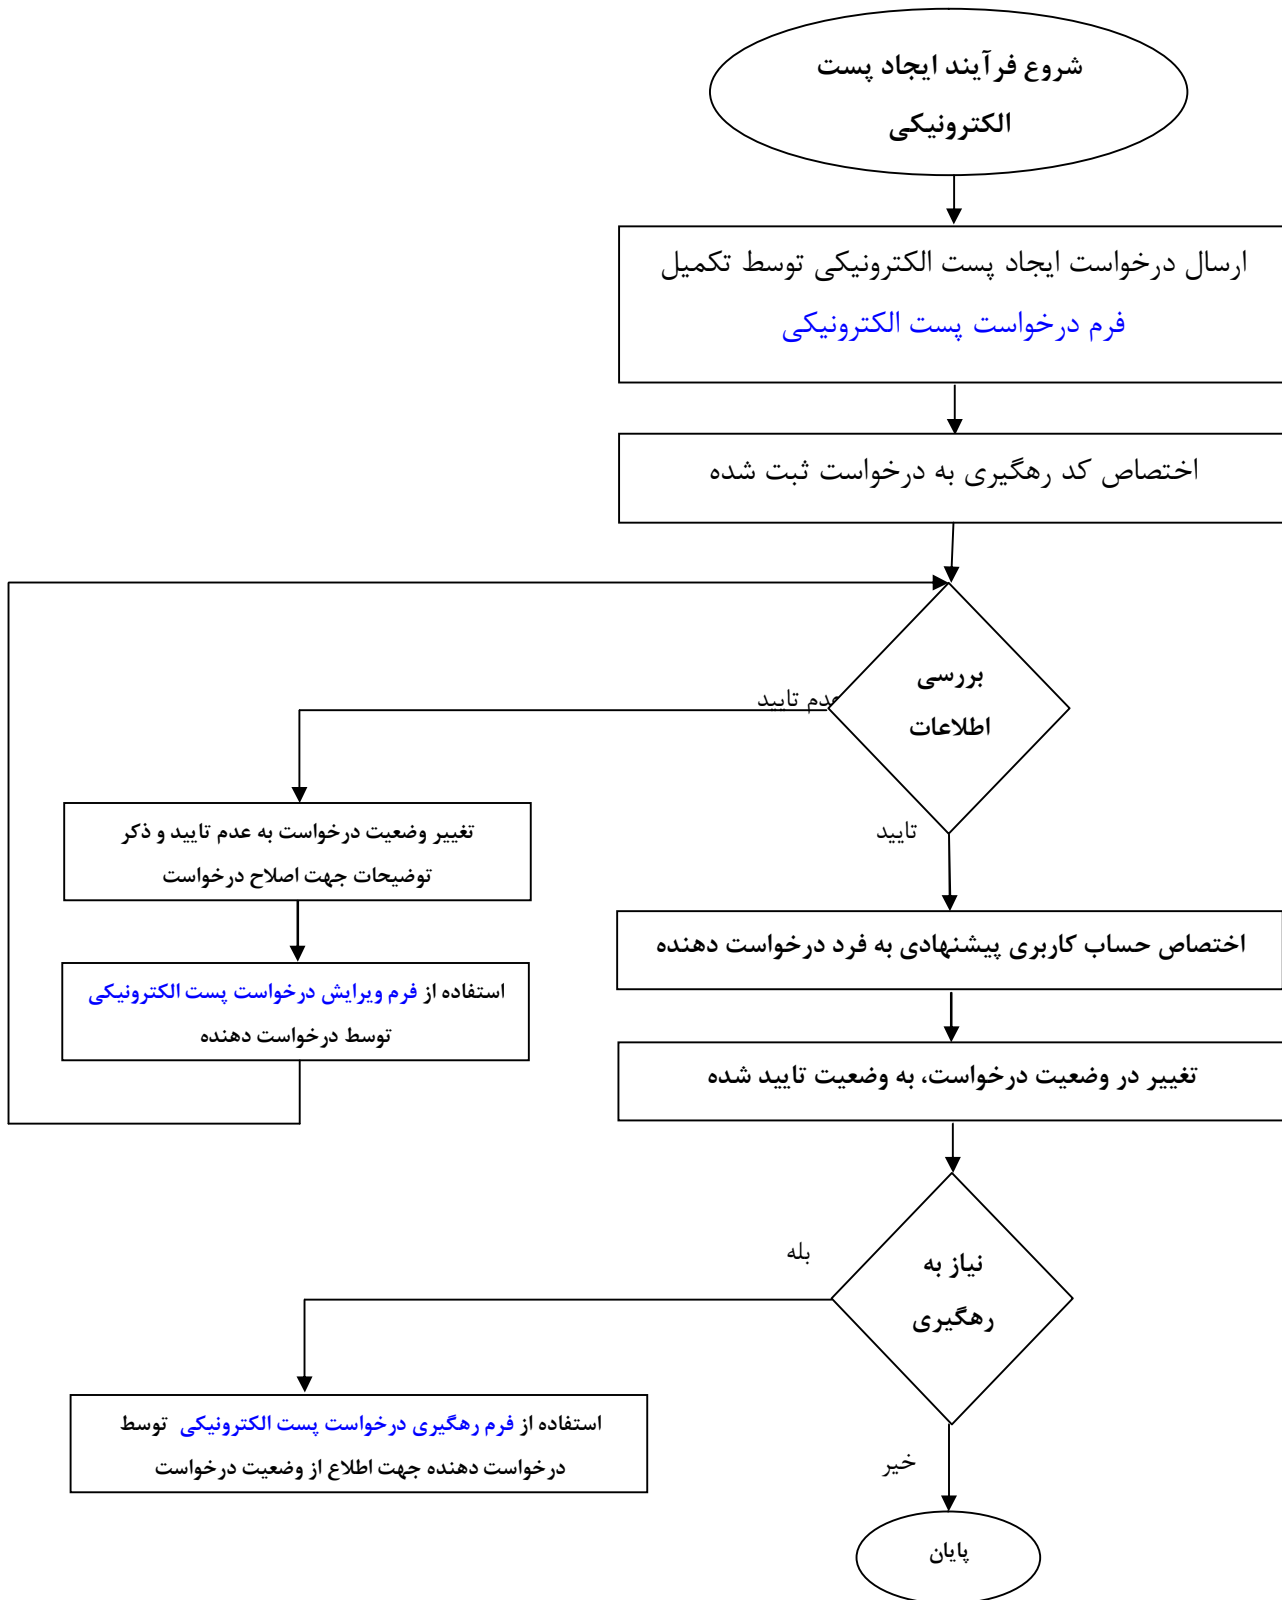 شروع فرآیند ایجاد پست
الکترونیکی
ارسال درخواست ایجاد پست الکترونیکی توسط تکمیل
فرم درخواست پست الکترونیکی
اختصاص کد رهگیری به درخواست ثبت شده
بررسی
اطلاعات
عدم تایید
تایید
تغییر وضعیت درخواست به عدم تایید و ذکر
توضیحات جهت اصلاح درخواست
استفاده از فرم ویرایش درخواست پست الکترونیکی
توسط درخواست دهنده
اختصاص حساب کاربری پیشنهادی به فرد درخواست دهنده
تغییر در وضعیت درخواست، به وضعیت تایید شده
نیاز به
رهگیری
بله
استفاده از فرم رهگیری درخواست پست الکترونیکی توسط
درخواست دهنده جهت اطلاع از وضعیت درخواست
خیر
پایان